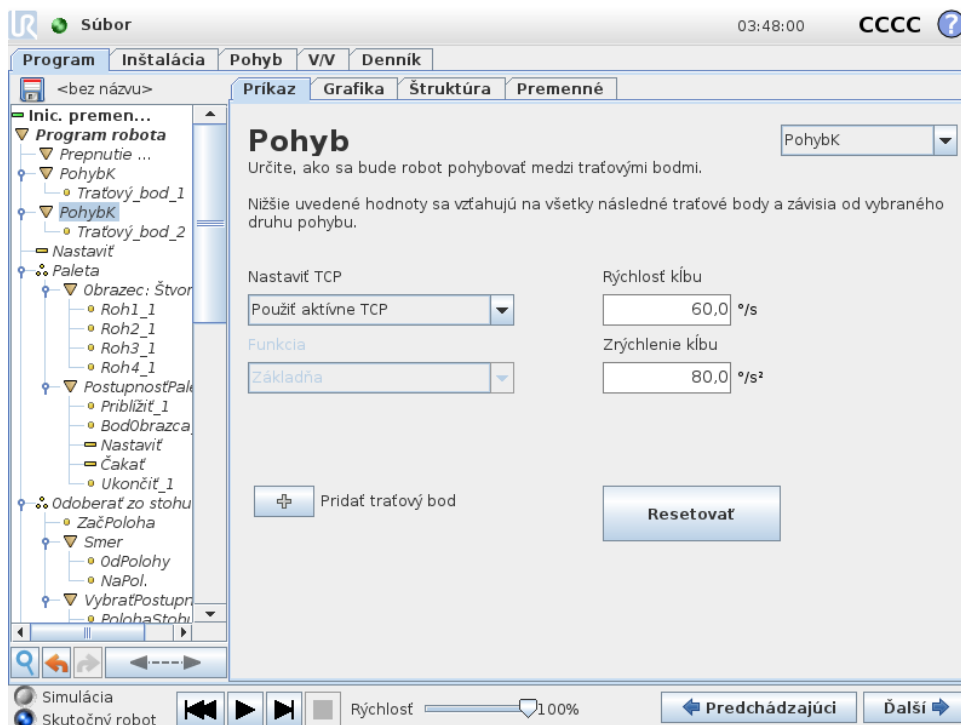 UR
Súbor
03:48:00
CCCC
?
Program
Inštalácia
Pohyb
V/V
Denník
<bez názvu>
Príkaz
Grafika
Štruktúra
Premenné
Inic. premen...
Program robota
Prepnutie ...
PohybK
Traťový_bod_1
PohybK
Traťový_bod_2
Nastaviť
Paleta
Obrazec: Štvor
Roh1_1
Roh2_1
Roh3_1
Roh4_1
PostupnosťPale
Priblížiť_1
BodObrazca_
Nastaviť
Čakať
Ukončiť_1
Odoberať zo stohu
ZačPoloha
Smer
OdPolohy
NaPol.
VybraťPostupn
PolohaStohu
Pohyb
PohybK
Určite, ako sa bude robot pohybovať medzi traťovými bodmi.
Nižšie uvedené hodnoty sa vzťahujú na všetky následné traťové body a závisia od vybraného
druhu pohybu.
Nastaviť TCP
Rýchlosť kĺbu
Použiť aktívne TCP
60,0 °/s
Funkcia
Zrýchlenie kĺbu
Základňa
80,0 °/s²
Pridať traťový bod
Resetovať
Simulácia
Skutočný robot
Rýchlosť
100%
Predchádzajúci
Ďalší